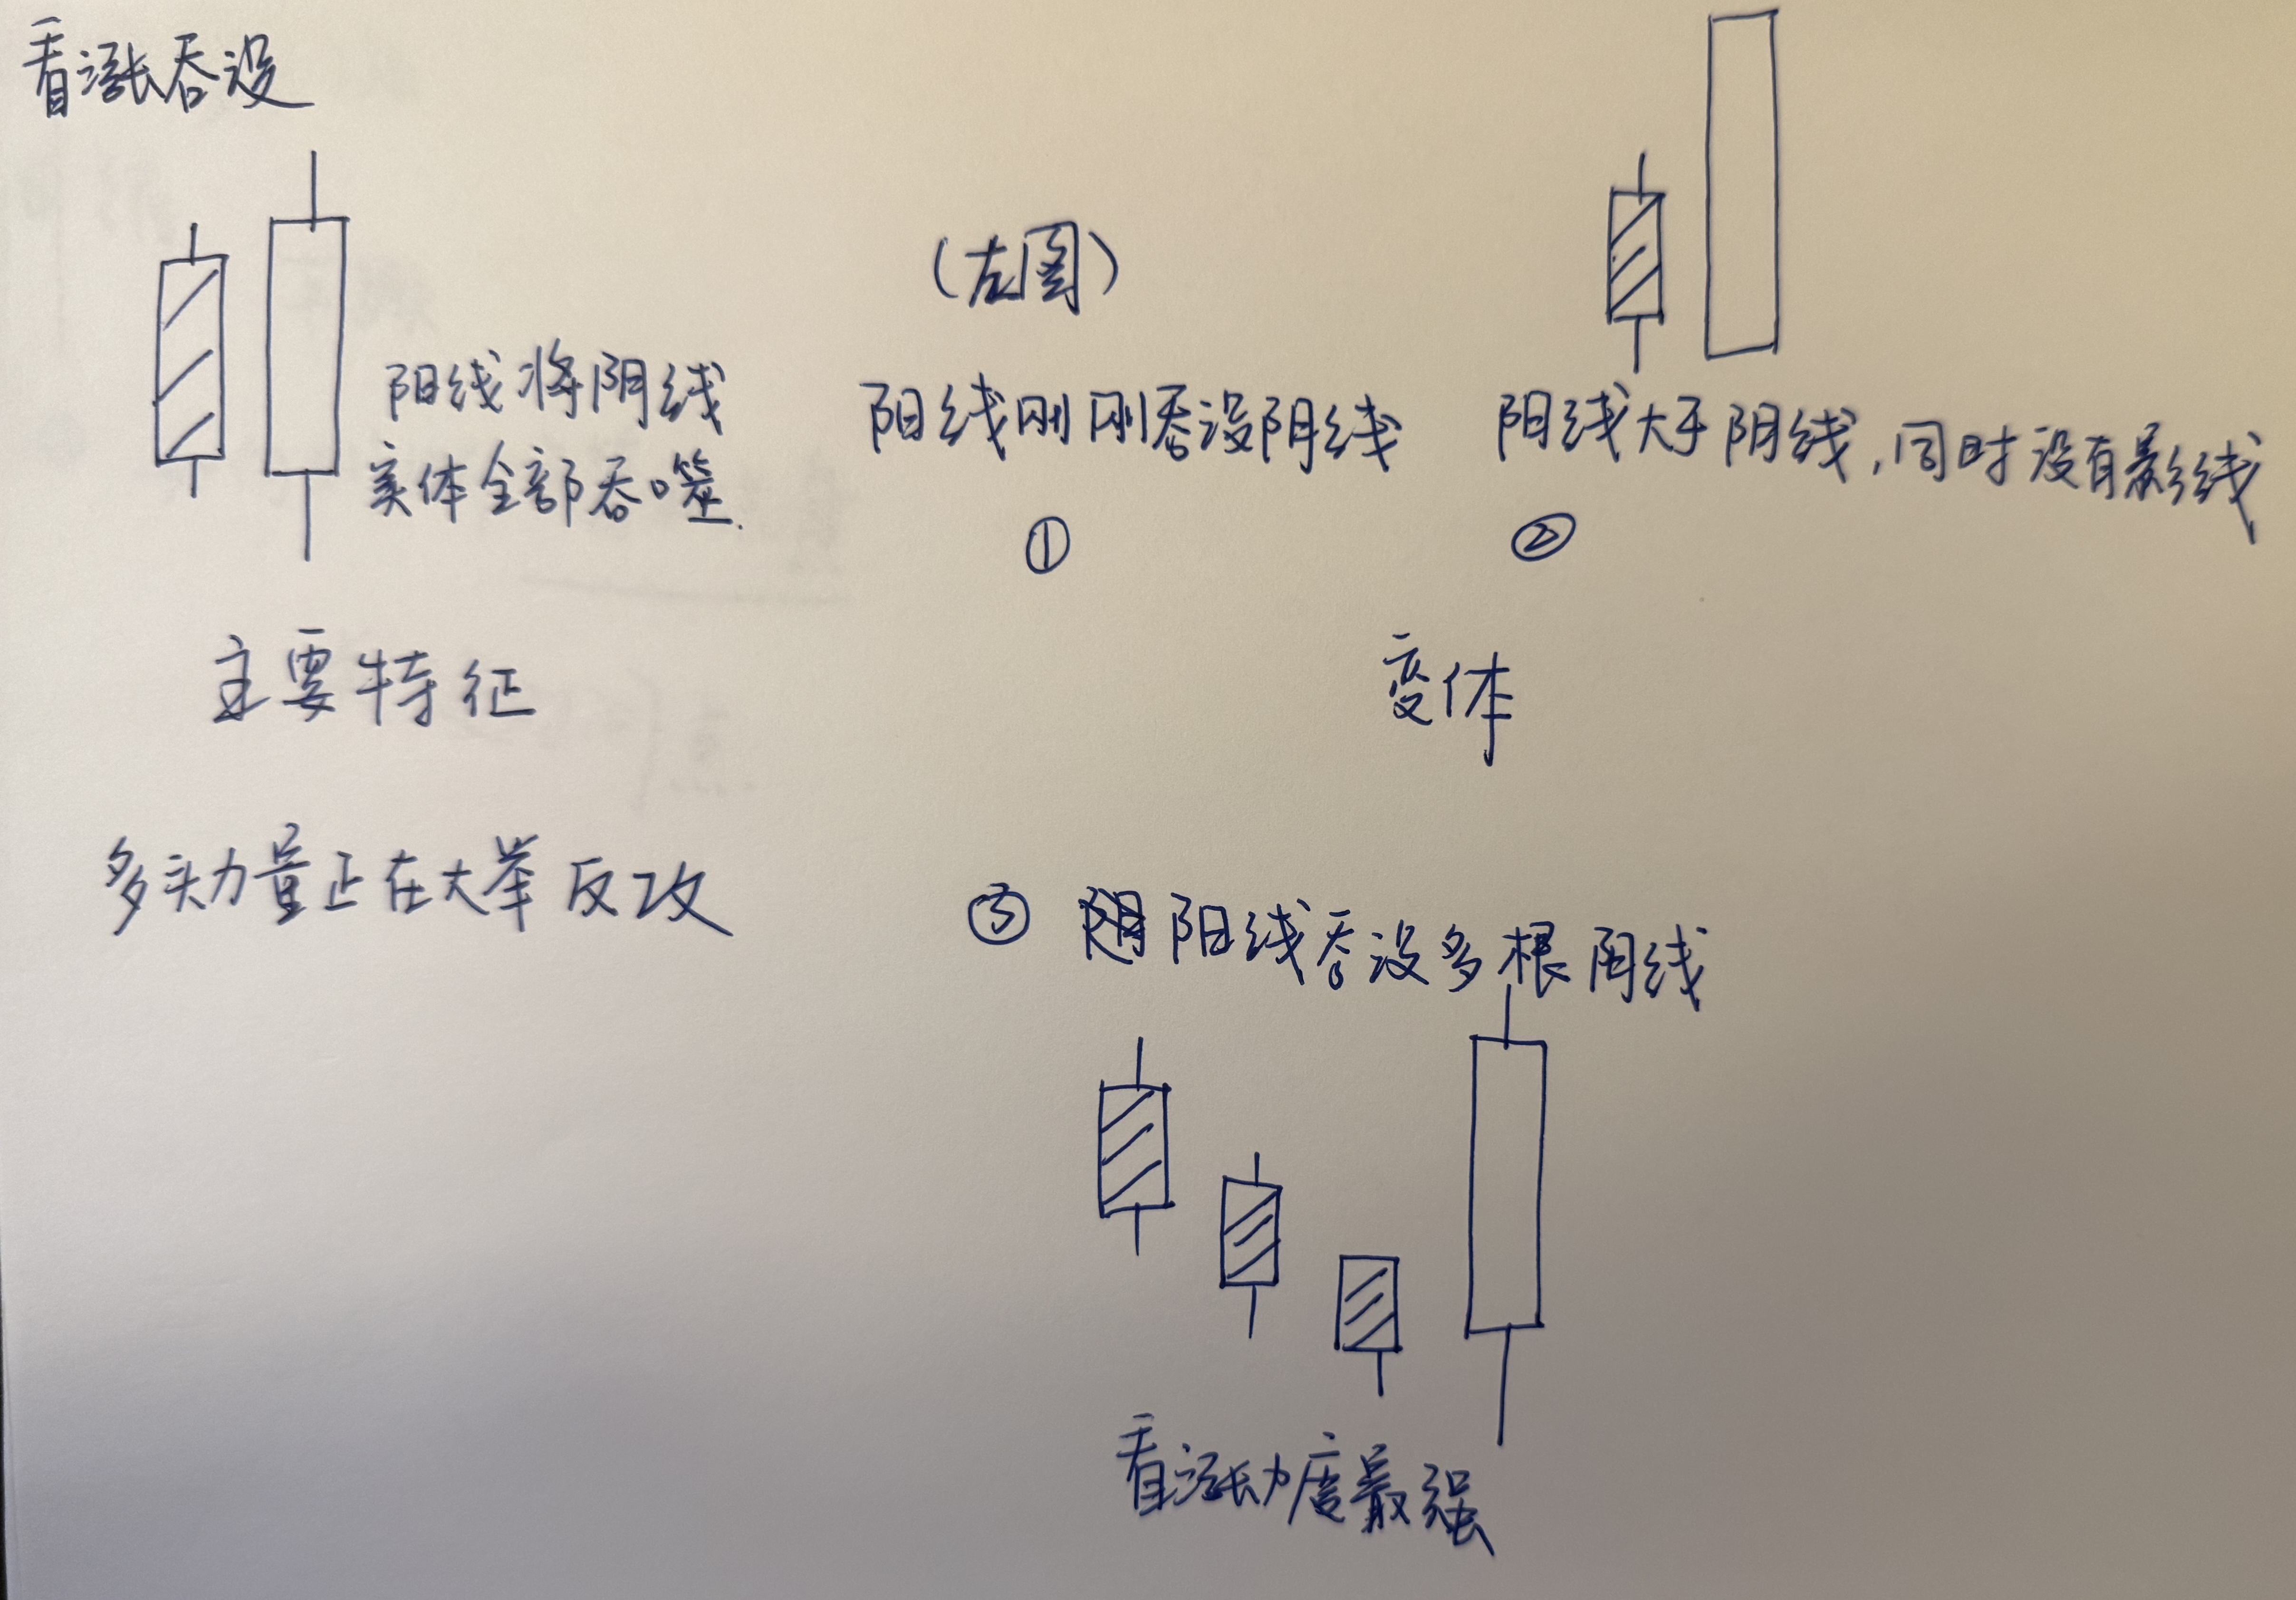 看涨吞没
阳线将阴线
实体全部吞噬.
主要特征
多头力量正在大举反攻
(左图)
阳线刚刚吞没阴线
①
阳线大于阴线,同时没有影线
②
变体
③ 阳线吞没多根阴线
看涨力度最强